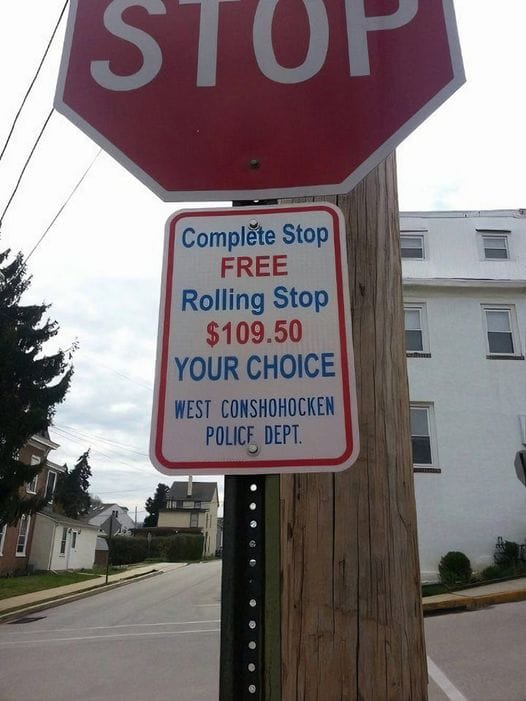 STOP
Complete Stop
FREE
Rolling Stop
$109.50
YOUR CHOICE
WEST CONSHOHOCKEN
POLICE DEPT.